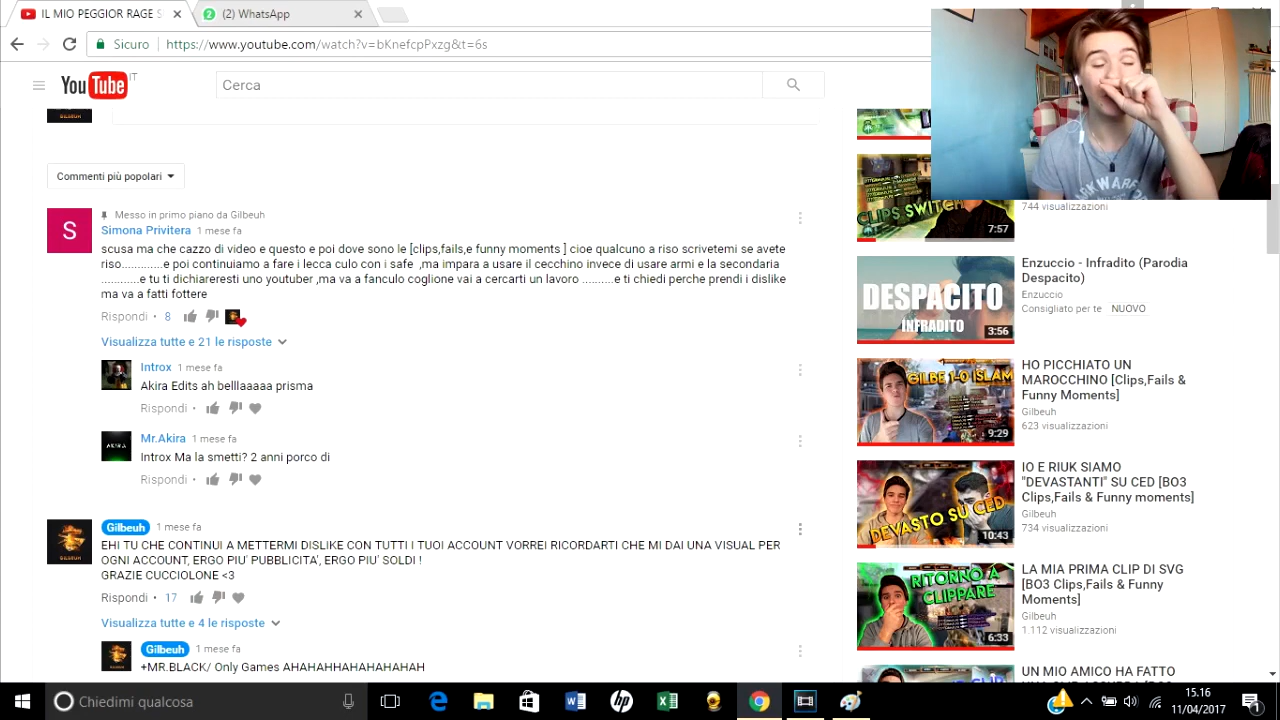 IL MIO PEGGIOR RAGE S
(2) WhatsApp
Sicuro
https://www.youtube.com/watch?v=bKnefcpPxzg&t=6s
YouTube IT
Cerca
Commenti più popolari
S
Messo in primo piano da Gilbeuh
Simona Privitera 1 mese fa
scusa ma che cazzo di video e questo e poi dove sono le [clips,fails,e funny moments ] cioe qualcuno a riso scrivetemi se avete
riso............e poi continuiamo a fare i lecca culo con i safe ,ma impara a usare il cecchino invece di usare armi e la secondaria
............e tu ti dichiareresti uno youtuber ,ma va a fanculo coglione vai a cercarti un lavoro ..........e ti chiedi perche prendi i dislike
ma va a fatti fottere
Rispondi • 8
Visualizza tutte e 21 le risposte
Introx 1 mese fa
Akira Edits ah belllaaaaa prisma
Rispondi •
Mr.Akira 1 mese fa
Introx Ma la smetti? 2 anni porco di
Rispondi •
Gilbeuh 1 mese fa
EHI TU CHE CONTINUI A METTERMI DISLIKE CON TUTTI I TUOI ACCOUNT VORREI RICORDARTI CHE MI DAI UNA VISUAL PER
OGNI ACCOUNT, ERGO PIU' PUBBLICITA', ERGO PIU' SOLDI !
GRAZIE CUCCIOLONE <3
Rispondi • 17
Visualizza tutte e 4 le risposte
Gilbeuh 1 mese fa
+MR.BLACK/ Only Games AHAHAHHAHAHAHAHAH
CLIPS SWITCH
7:57
744 visualizzazioni
DESPACITO
INFRADITO
3:56
Enzuccio - Infradito (Parodia
Despacito)
Enzuccio
Consigliato per te NUOVO
GILBE 1-0 ISLAM
9:29
HO PICCHIATO UN
MAROCCHINO [Clips,Fails &
Funny Moments]
Gilbeuh
623 visualizzazioni
DEVASTO SU CED
10:43
IO E RIUK SIAMO
"DEVASTANTI" SU CED [BO3
Clips,Fails & Funny moments]
Gilbeuh
734 visualizzazioni
RITORNO A
CLIPPARE
6:33
LA MIA PRIMA CLIP DI SVG
[BO3 Clips,Fails & Funny
Moments]
Gilbeuh
1.112 visualizzazioni
UN MIO AMICO HA FATTO
Chiedimi qualcosa
15.16
11/04/2017
1